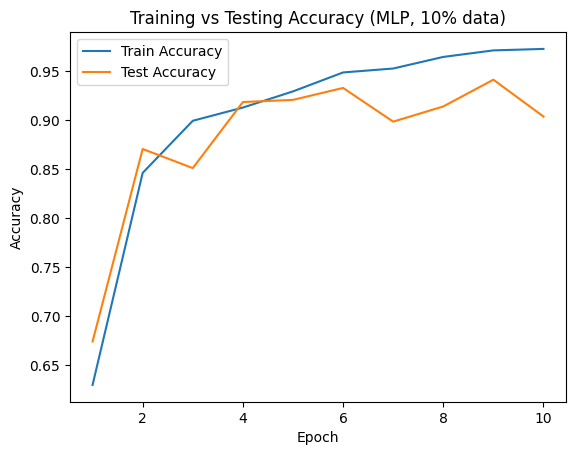 Training vs Testing Accuracy (MLP, 10% data)
Train Accuracy
Test Accuracy
Accuracy
0.95
0.90
0.85
0.80
0.75
0.70
0.65
2 4 6 8 10
Epoch